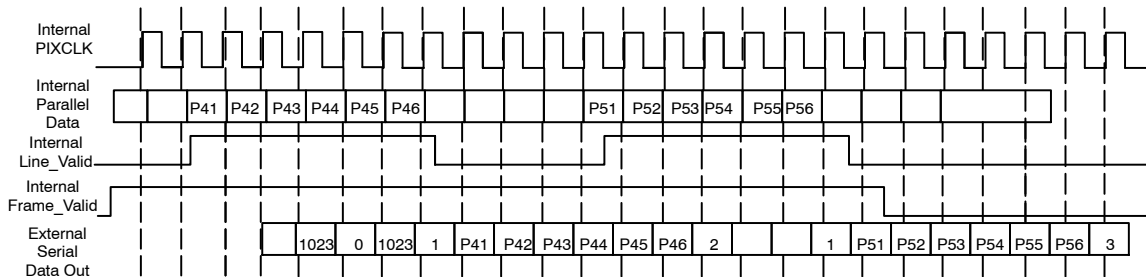 Internal
PIXCLK
Internal
Parallel
Data
P41 P42 P43 P44 P45 P46 P51 P52 P53 P54 P55 P56
Internal
Line_Valid
Internal
Frame_Valid
External
Serial
Data Out
1023 0 1023 1 P41 P42 P43 P44 P45 P46 2 1 P51 P52 P53 P54 P55 P56 3